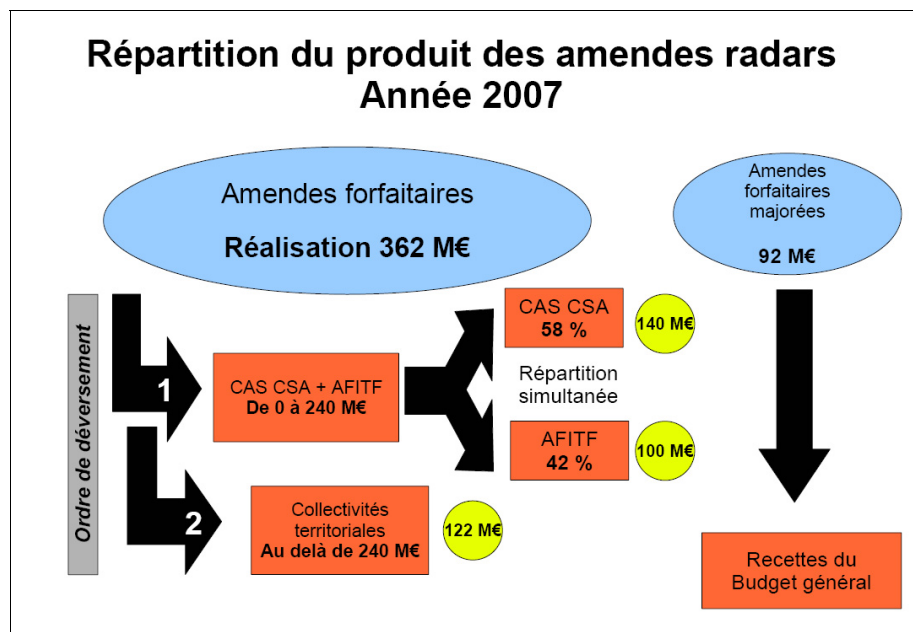 Répartition du produit des amendes radars
Année 2007
Amendes forfaitaires
Réalisation 362 M€
Amendes
forfaitaires
majorées
92 M€
Ordre de déversement
1
CAS CSA + AFITF
De 0 à 240 M€
CAS CSA
58 %
140 M€
Répartition
simultanée
AFITF
42 %
100 M€
2
Collectivités
territoriales
Au delà de 240 M€
122 M€
Recettes du
Budget général